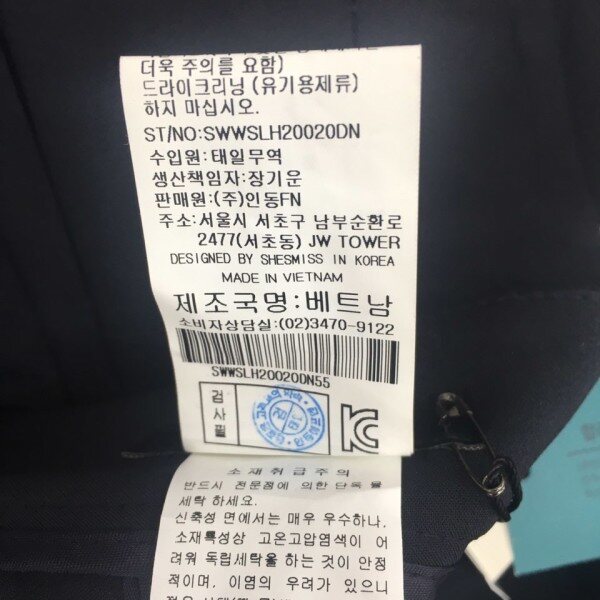 더욱 주의를 요함)
드라이크리닝 (유기용제류)
하지 마십시오.
ST/NO:SWWSLH20020DN
수입원:태일무역
생산책임자:장기운
판매원:(주)인동FN
주소:서울시 서초구 남부순환로
2477(서초동) JW TOWER
DESIGNED BY SHESMISS IN KOREA
MADE IN VIETNAM
제조국명:베트남
소비자상담실:(02)3470-9122
SWWSLH20020DN55
검사필
소재취급주의
반드시 전문점에 의한 단독 물
세탁 하세요.
신축성 면에서는 매우 우수하나,
소재특성상 고온고압염색이 어
려워 독립세탁을 하는 것이 안정
적이며, 이염의 우려가 있으니